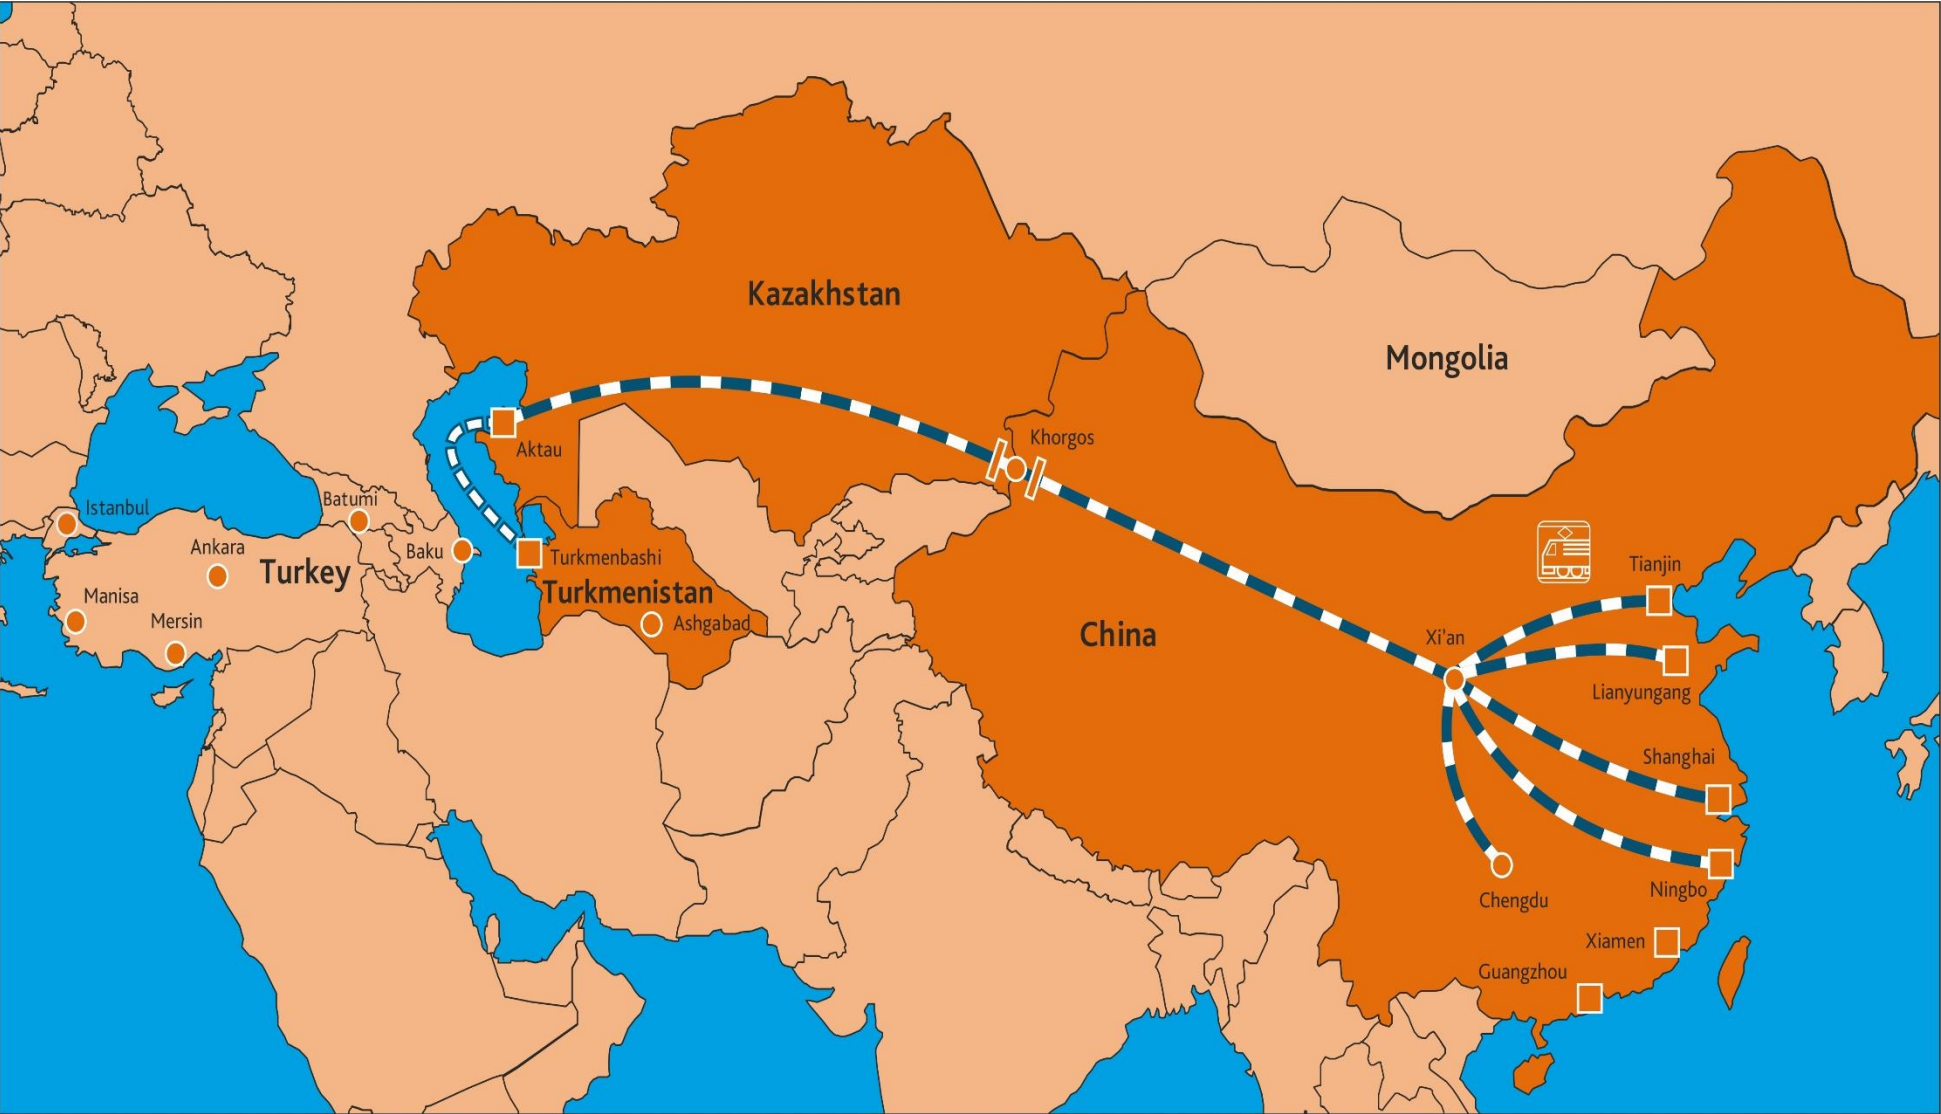 Kazakhstan
Mongolia
Khorgos
Aktau
Batumi
Istanbul
Ankara
Baku
Turkmenbashi
Tianjin
Turkey
Turkmenistan
Manisa
Mersin
Ashgabad
China
Xi'an
Lianyungang
Shanghai
Ningbo
Chengdu
Xiamen
Guangzhou